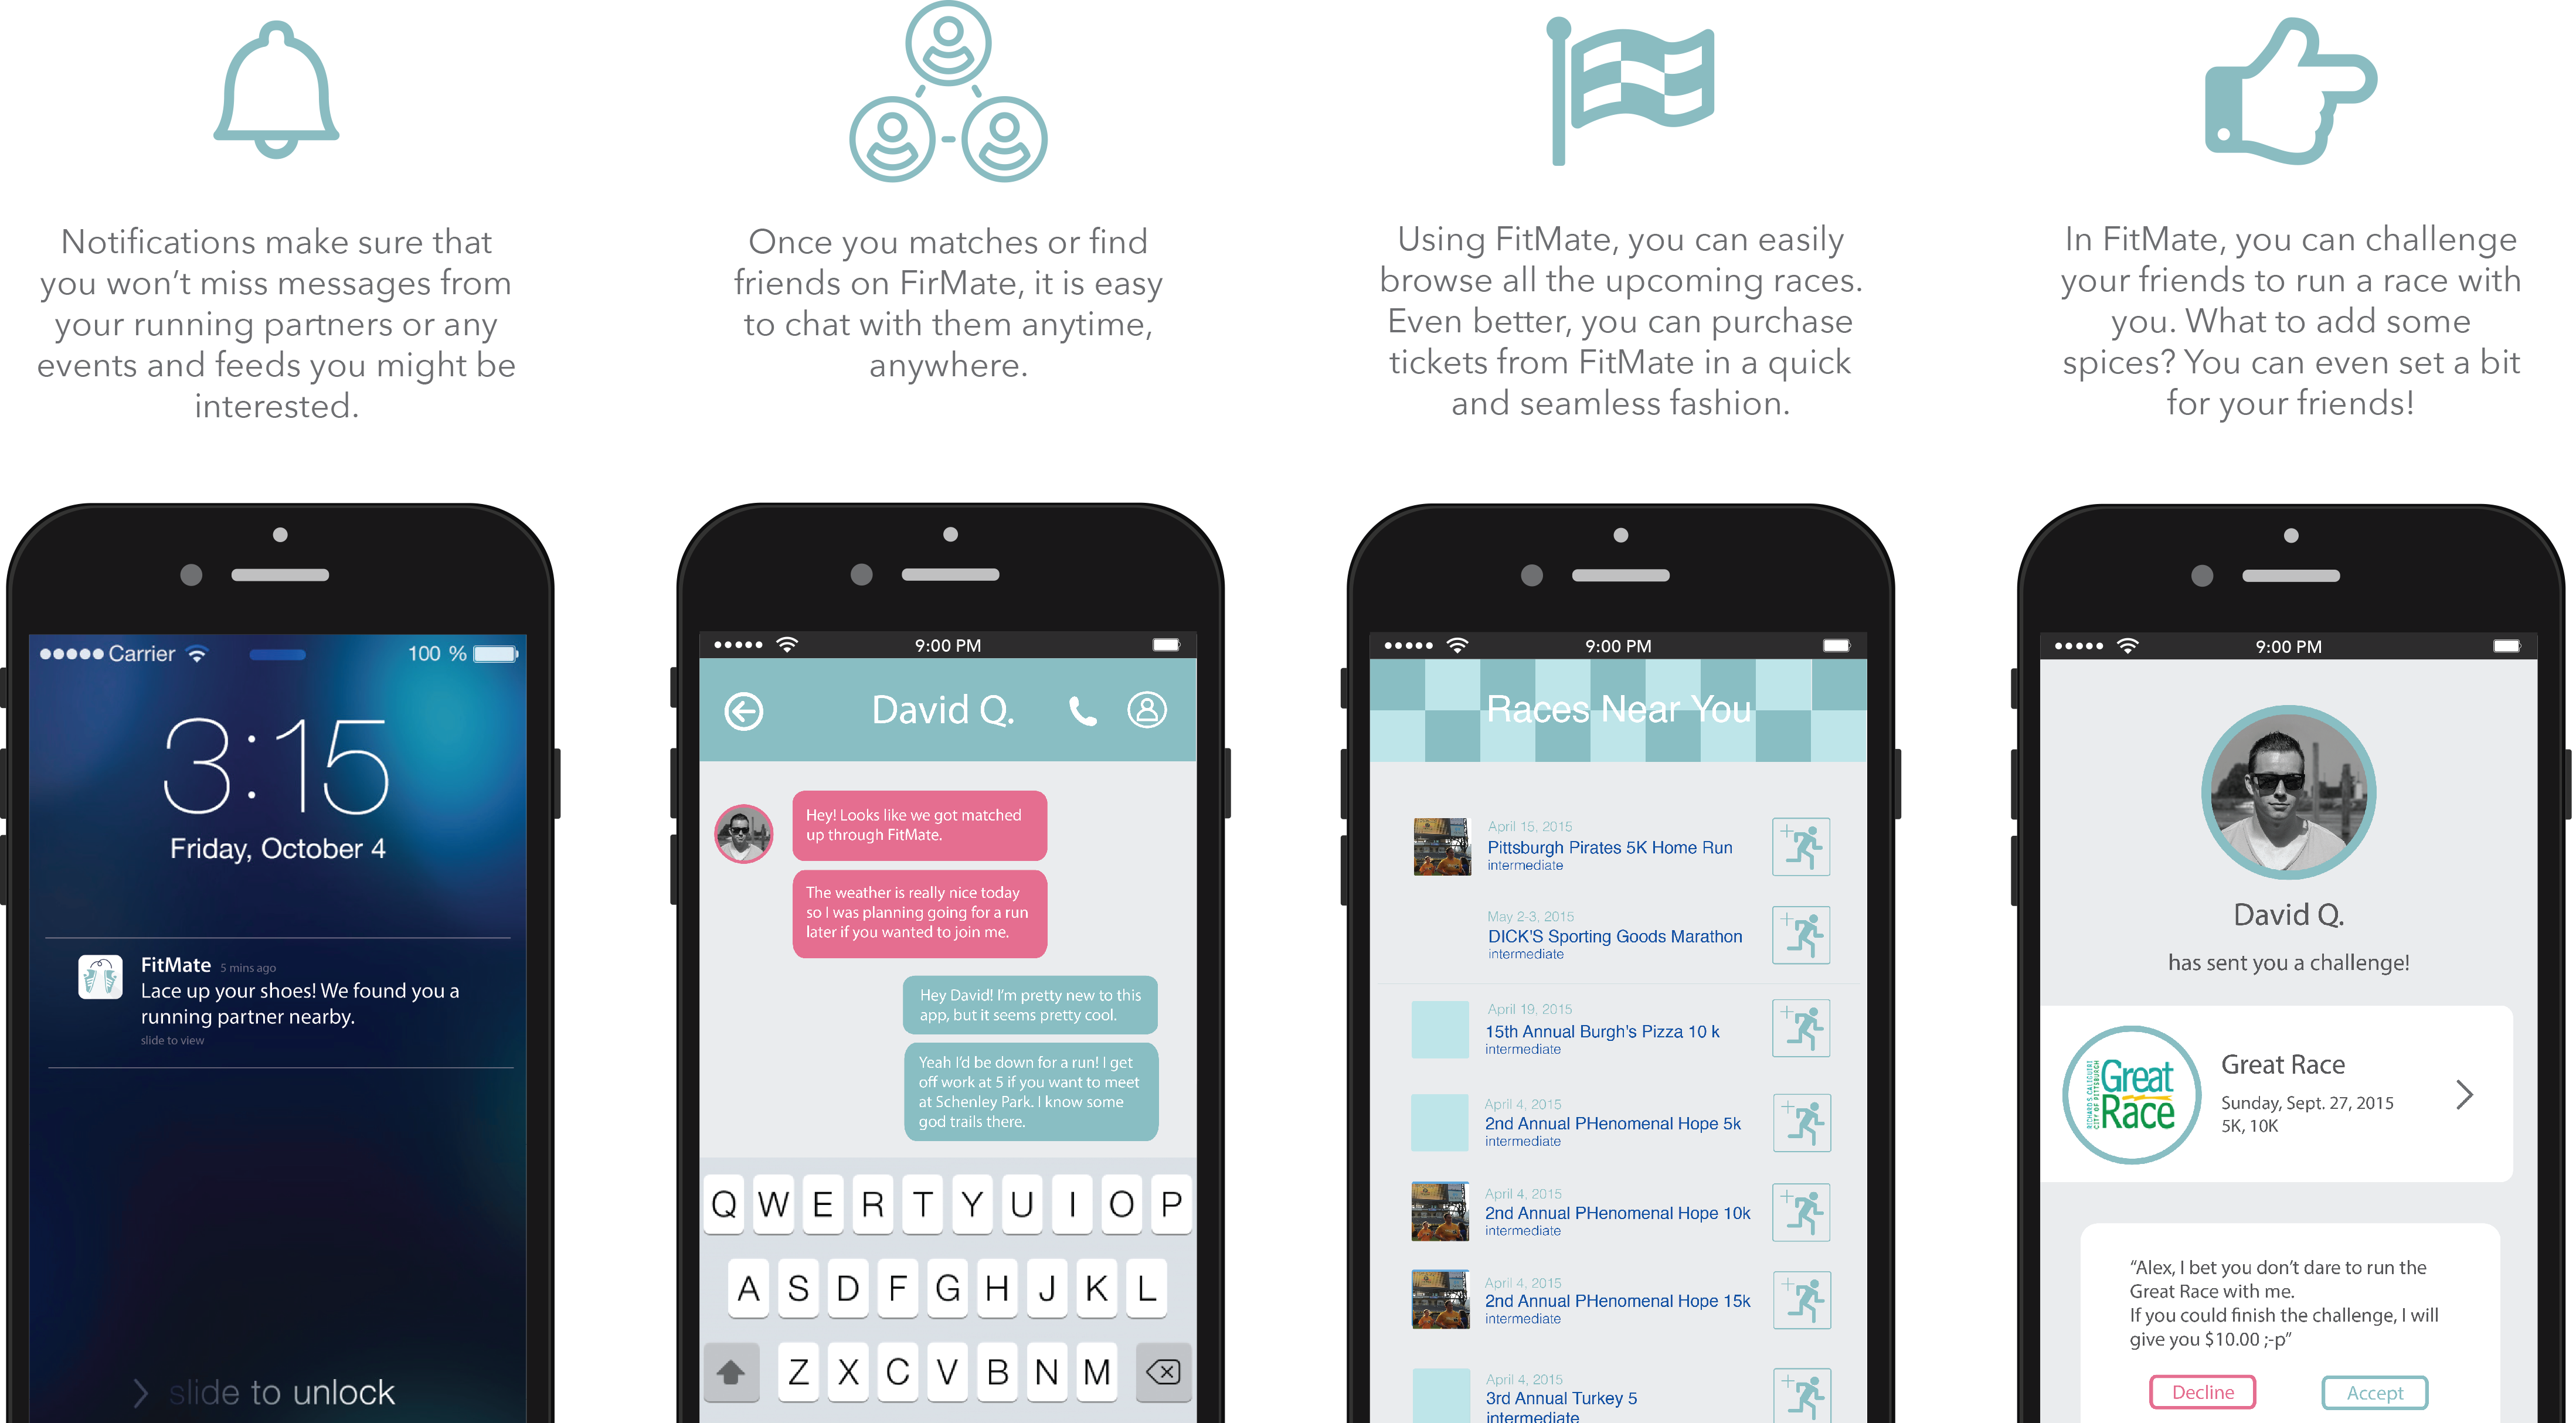 Notifications make sure that
you won't miss messages from
your running partners or any
events and feeds you might be
interested.
Once you matches or find
friends on FirMate, it is easy
to chat with them anytime,
anywhere.
Using FitMate, you can easily
browse all the upcoming races.
Even better, you can purchase
tickets from FitMate in a quick
and seamless fashion.
In FitMate, you can challenge
your friends to run a race with
you. What to add some
spices? You can even set a bit
for your friends!
Carrier 100 %
3:15
Friday, October 4
FitMate 5 mins ago
Lace up your shoes! We found you a
running partner nearby.
slide to view
slide to unlock
9:00 PM
David Q.
Hey! Looks like we got matched
up through FitMate.
The weather is really nice today
so I was planning going for a run
later if you wanted to join me.
Hey David! I'm pretty new to this
app, but it seems pretty cool.
Yeah I'd be down for a run! I get
off work at 5 if you want to meet
at Schenley Park. I know some
god trails there.
Q W E R T Y U I O P
A S D F G H J K L
Z X C V B N M
9:00 PM
Races Near You
April 15, 2015
Pittsburgh Pirates 5K Home Run
intermediate
May 2-3, 2015
DICK'S Sporting Goods Marathon
intermediate
April 19, 2015
15th Annual Burgh's Pizza 10 k
intermediate
April 4, 2015
2nd Annual PHenomenal Hope 5k
intermediate
April 4, 2015
2nd Annual PHenomenal Hope 10k
intermediate
April 4, 2015
2nd Annual PHenomenal Hope 15k
intermediate
April 4, 2015
3rd Annual Turkey 5
intermediate
9:00 PM
David Q.
has sent you a challenge!
RICHARD S. CALIGUIRI
CITY OF PITTSBURGH
Great
Race
Great Race
Sunday, Sept. 27, 2015
5K, 10K
"Alex, I bet you don't dare to run the
Great Race with me.
If you could finish the challenge, I will
give you $10.00 ;-p"
Decline Accept